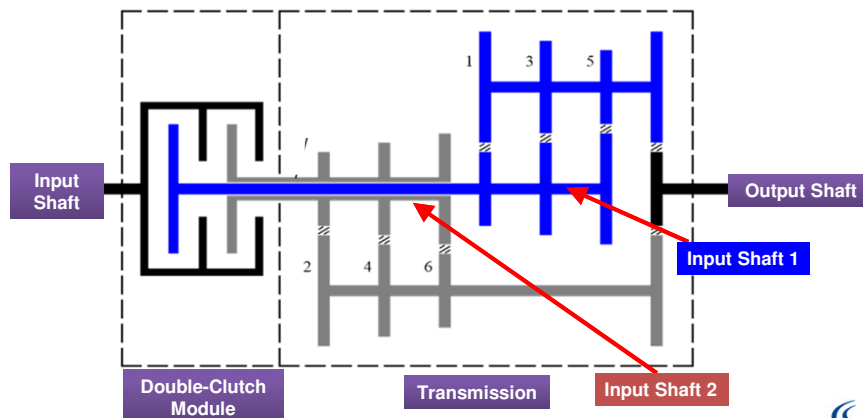 1
3
5
Input
Shaft
Output Shaft
Input Shaft 1
2
4
6
Double-Clutch
Module
Transmission
Input Shaft 2